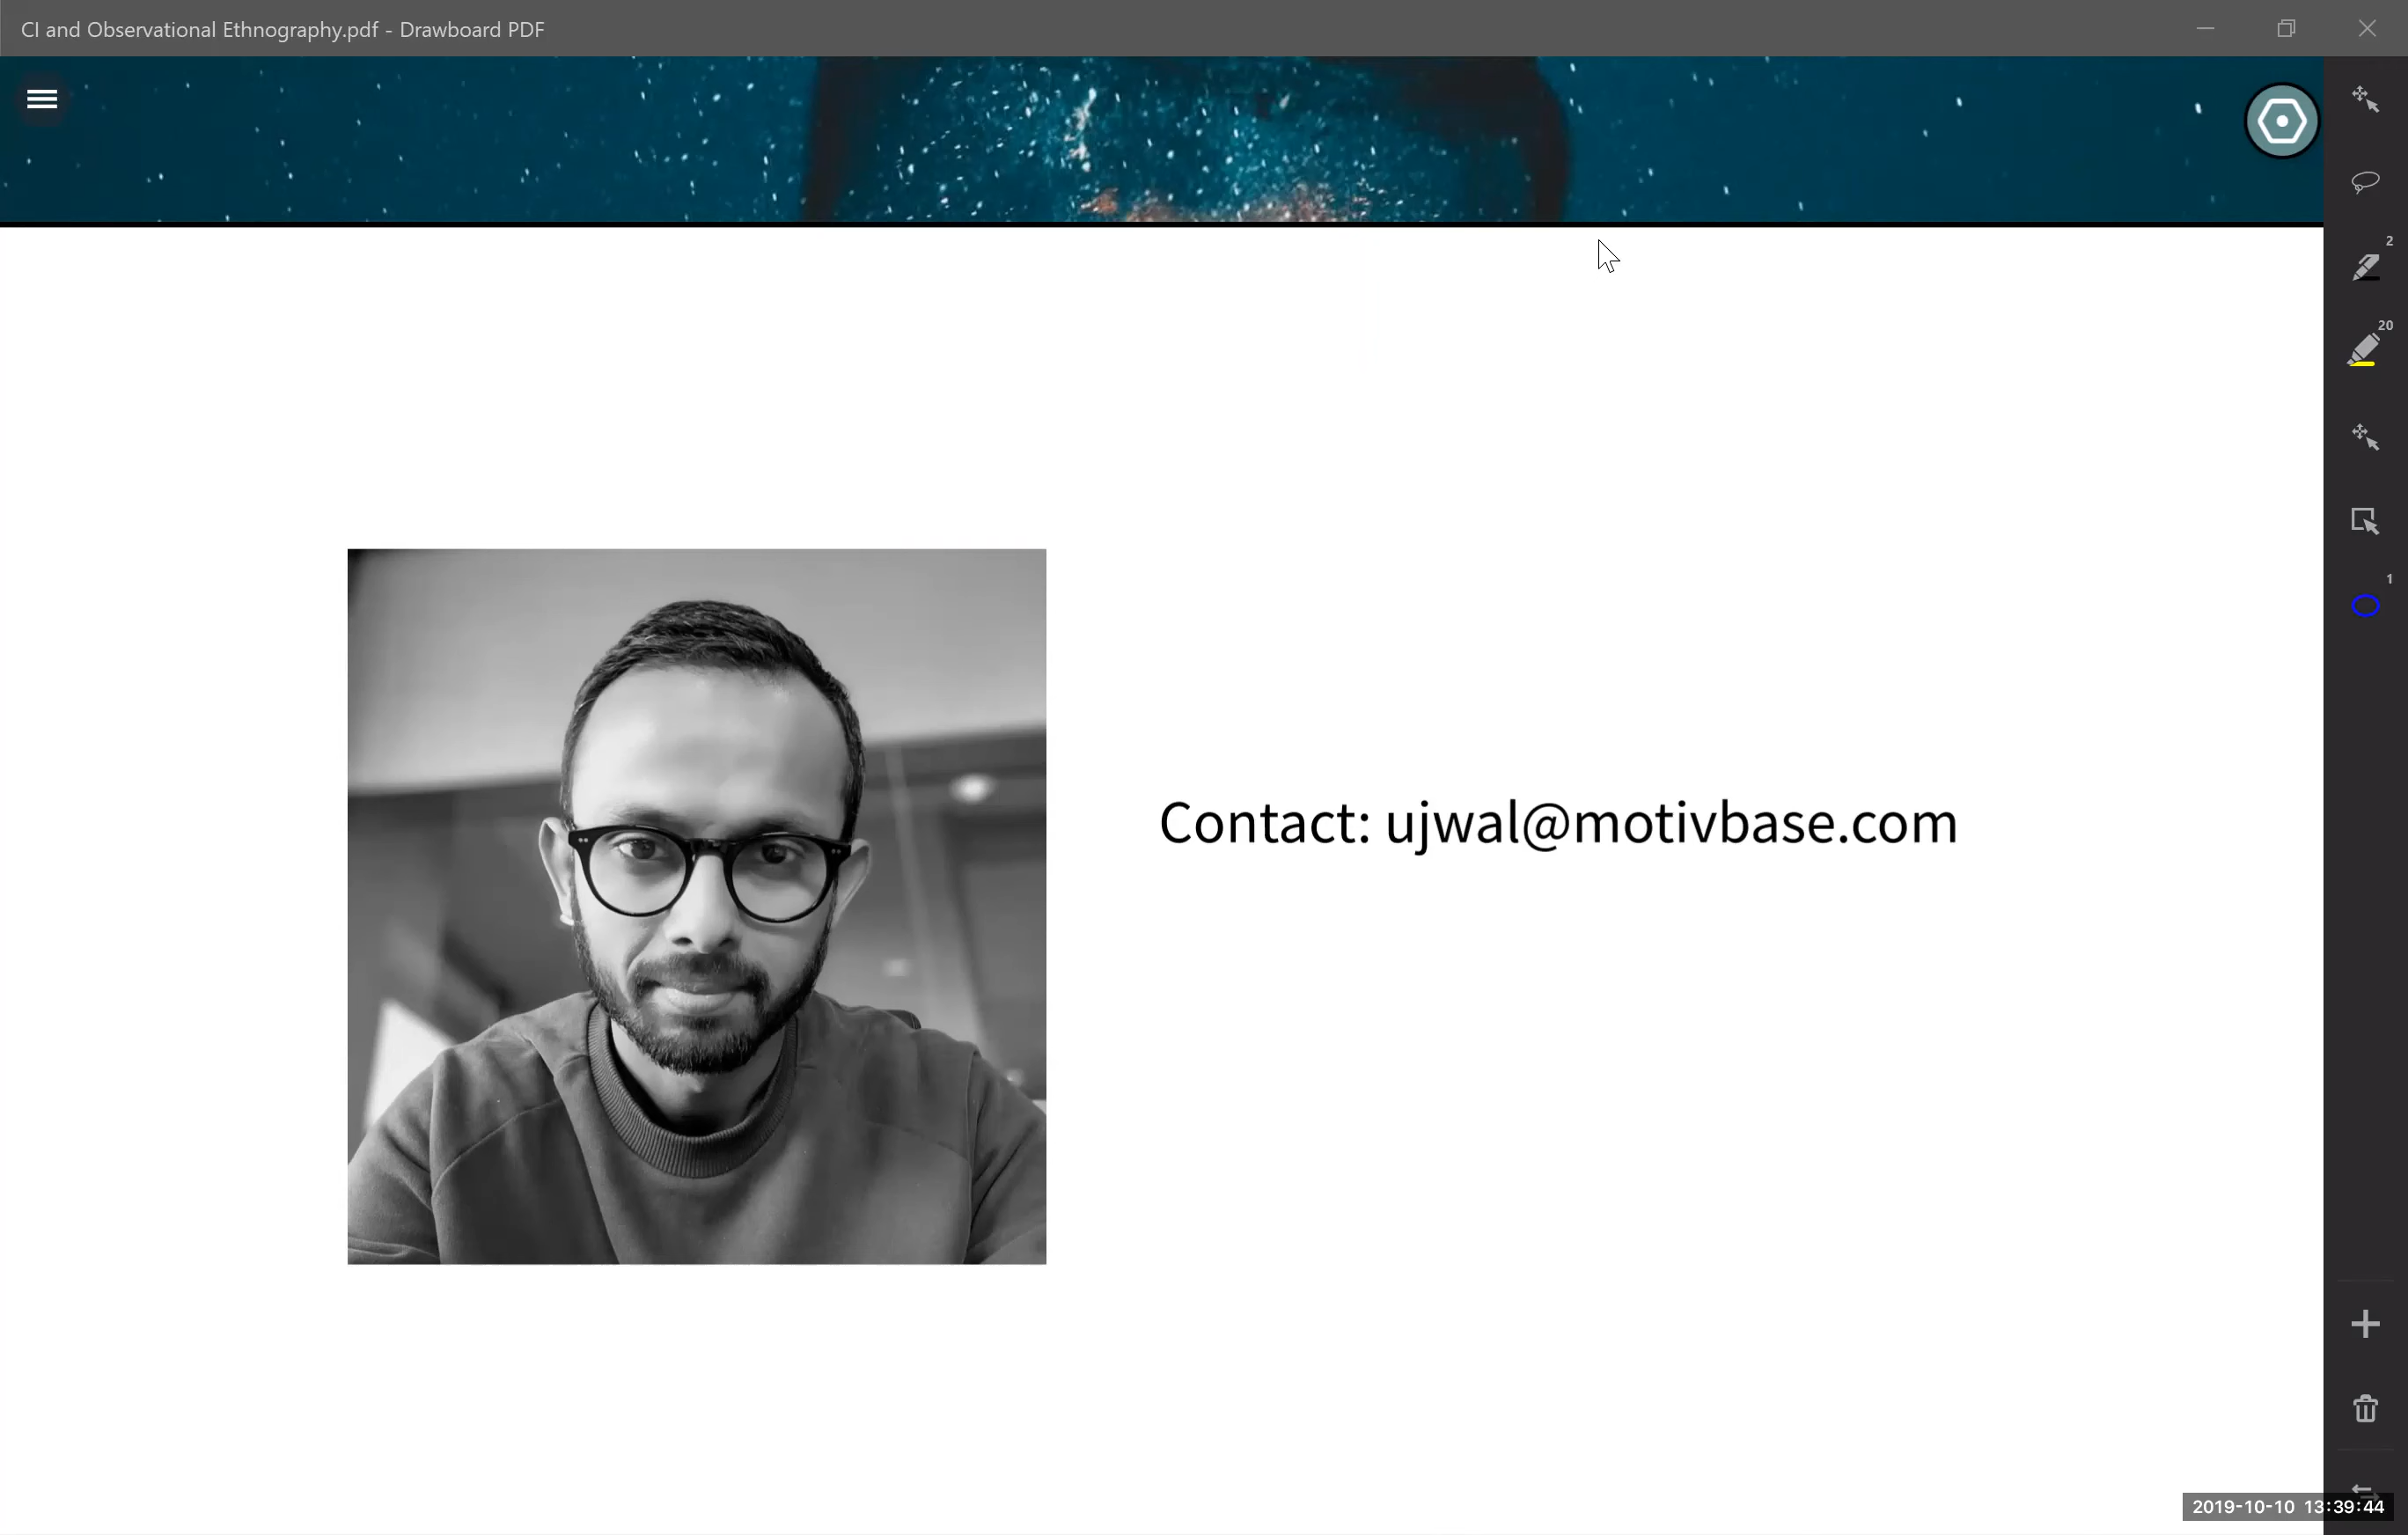 CI and Observational Ethnography.pdf - Drawboard PDF
2
20
1
Contact: ujwal@motivbase.com
2019-10-10 13:39:44